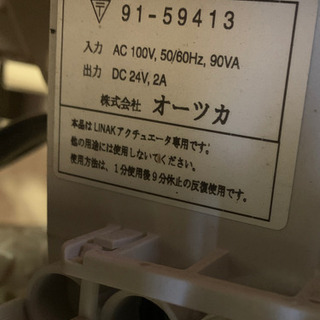 〒 91-59413
入力 AC 100V, 50/60Hz, 90VA
出力 DC 24V, 2A
株式会社 オーツカ
本品はLINAKアクチュエータ専用です。
他の用途には使用しないでください。
使用方法は、1分使用後9分休止の反復使用です。